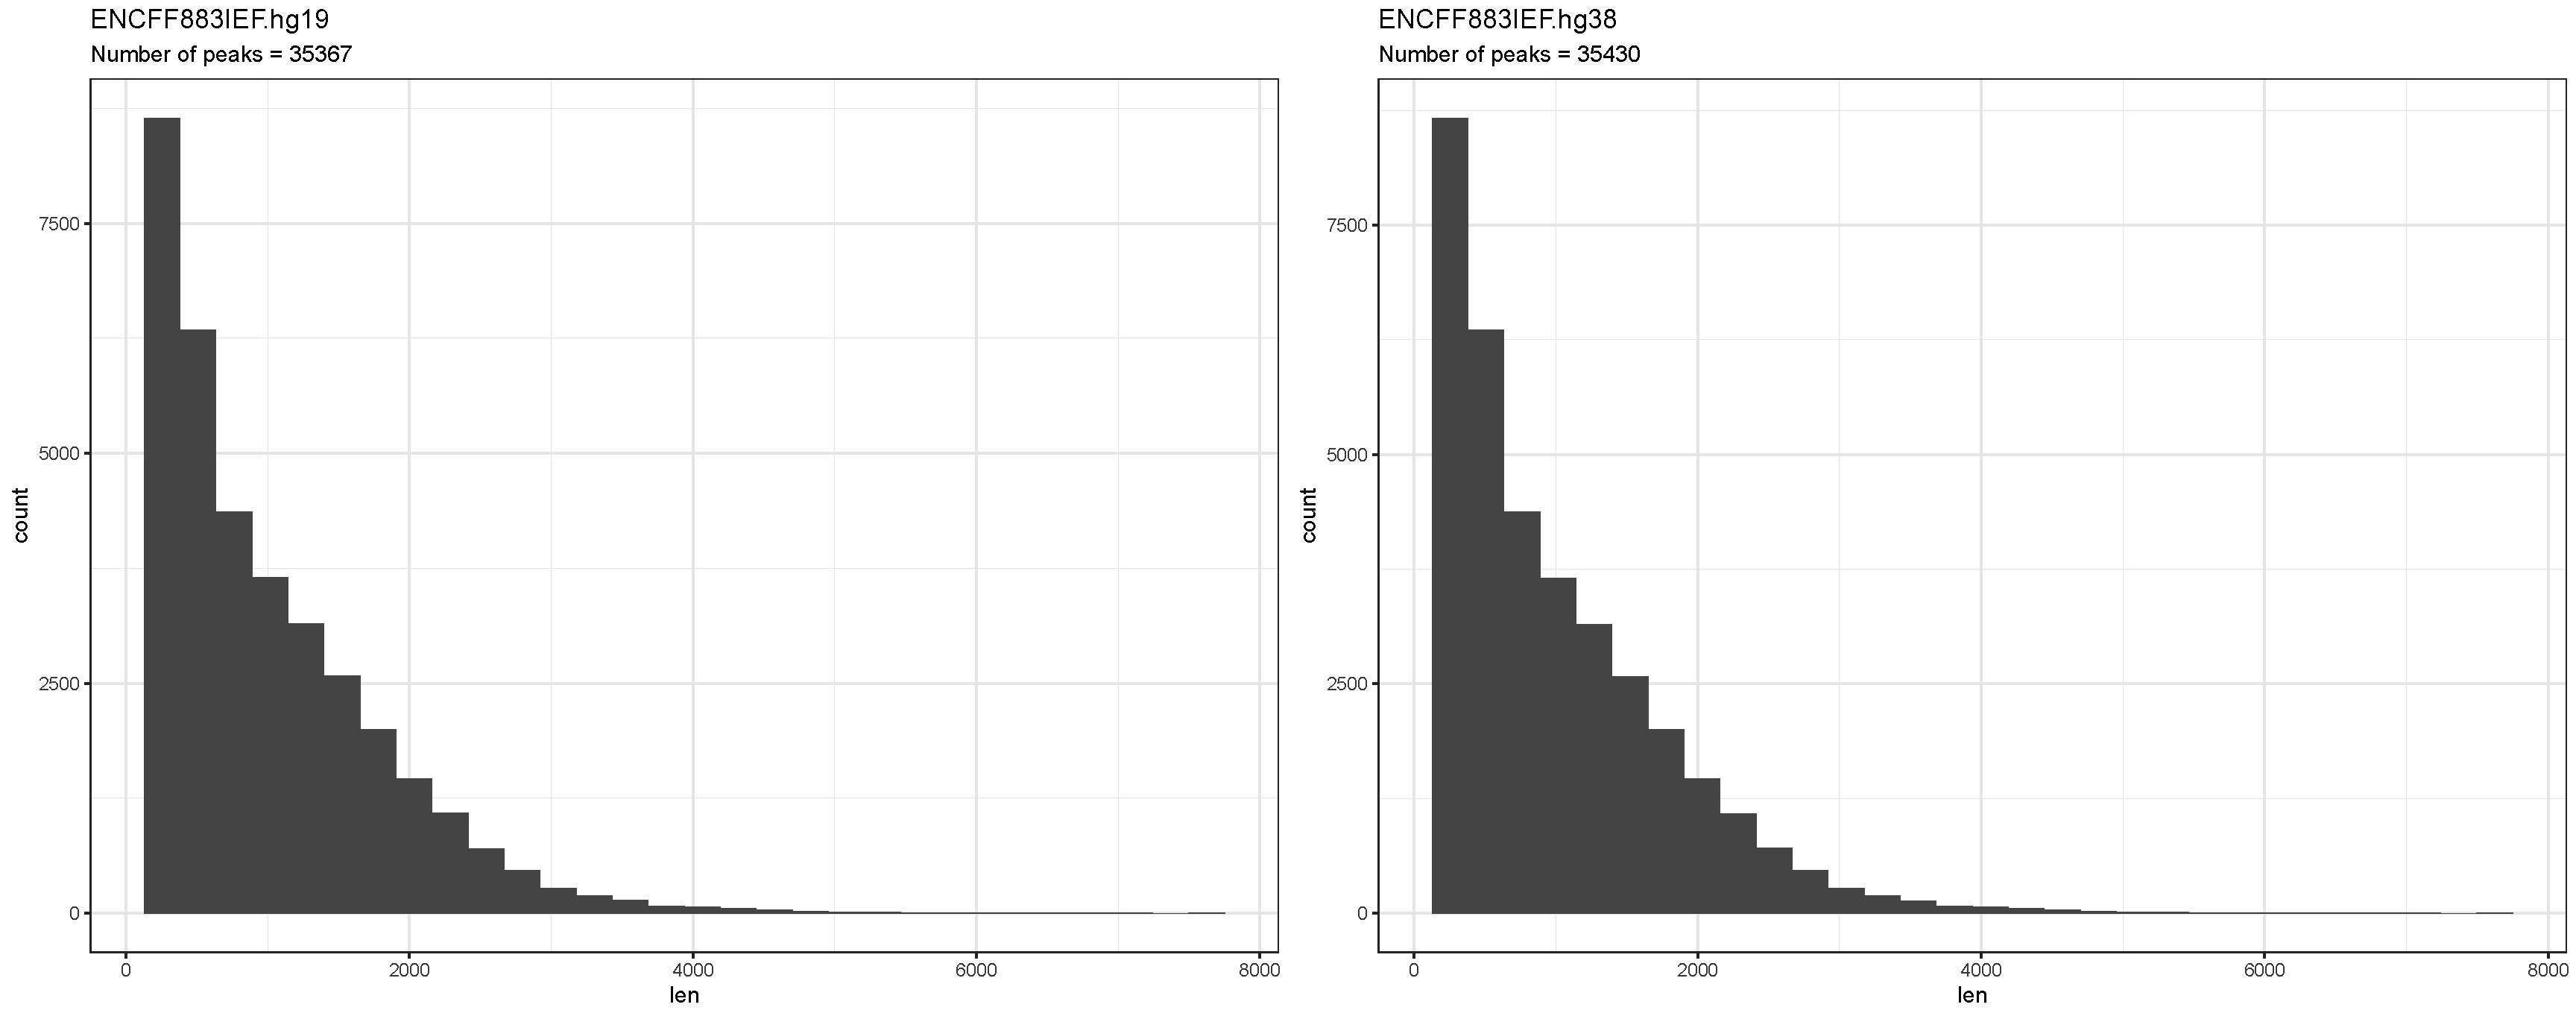 ENCFF883IEF.hg19
Number of peaks = 35367
count
7500
5000
2500
0
0 2000 4000 6000 8000
len
ENCFF883IEF.hg38
Number of peaks = 35430
count
7500
5000
2500
0
0 2000 4000 6000 8000
len